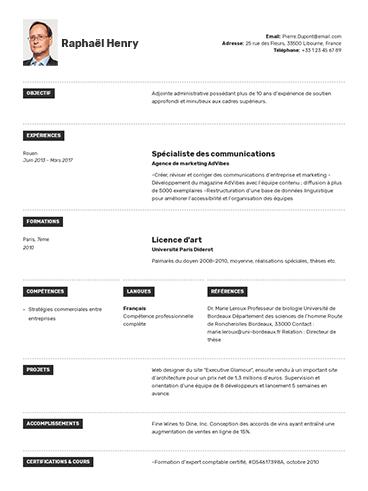 Raphaël Henry
Email: Pierre.Dupont@email.com
Adresse: 25 rue des Fleurs, 33500 Libourne, France
Téléphone: +33 1 23 45 67 89
OBJECTIF
Adjointe administrative possédant plus de 10 ans d'expérience de soutien
approfondi et minutieux aux cadres supérieurs.
EXPÉRIENCES
Rouen
Juin 2013 – Mars 2017
Spécialiste des communications
Agence de marketing AdVibes
–Créer, réviser et corriger des communications d'entreprise et marketing –
Développement du magazine AdVibes avec l'équipe contenu ; diffusion à plus
de 5000 exemplaires –Restructuration d'une base de données linguistique
pour améliorer l'accessibilité et l'organisation des équipes
FORMATIONS
Paris, 7ème
2010
Licence d'art
Université Paris Diderot
Palmarès du doyen 2008–2010, moyenne, réalisations spéciales, thèses etc.
COMPÉTENCES
- Stratégies commerciales entre
entreprises
LANGUES
Français
Compétence professionnelle
complète
RÉFÉRENCES
Dr. Marie Leroux Professeur de biologie Université de
Bordeaux Département des sciences de l'homme Route
de Roncherolles Bordeaux, 33000 Contact :
marie.leroux@uni-bordeaux.fr Relation : Directeur de
thèse
PROJETS
Web designer du site "Executive Glamour", ensuite vendu à un important site
d'architecture pour un prix net de 1,3 millions d'euros. Supervision et
orientation d'une équipe de 8 développeurs et lancement 5 semaines en
avance.
ACCOMPLISSEMENTS
Fine Wines to Dine, Inc. Conception des accords de vins ayant entraîné une
augmentation de ventes en ligne de 15%.
CERTIFICATIONS & COURS
–Formation d'expert comptable certifié, #D54617398A, octobre 2010